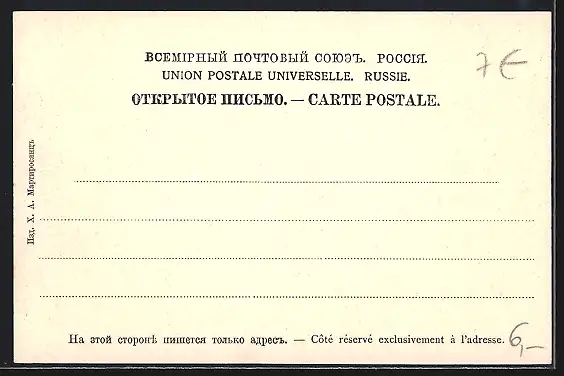 ВСЕМІРНЫЙ ПОЧТОВЫЙ СОЮЗЪ. РОССІЯ.
UNION POSTALE UNIVERSELLE. RUSSIE.
ОТКРЫТОЕ ПИСЬМО. — CARTE POSTALE.
7 €
Изд. Х. А. Мартиросянцъ
На этой сторонѣ пишется только адресъ. — Côté réservé exclusivement à l'adresse.
6,—